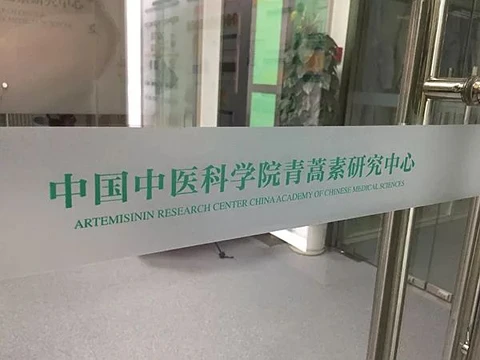 中国中医科学院青蒿素研究中心
ARTEMISININ RESEARCH CENTER CHINA ACADEMY OF CHINESE MEDICAL SCIENCES